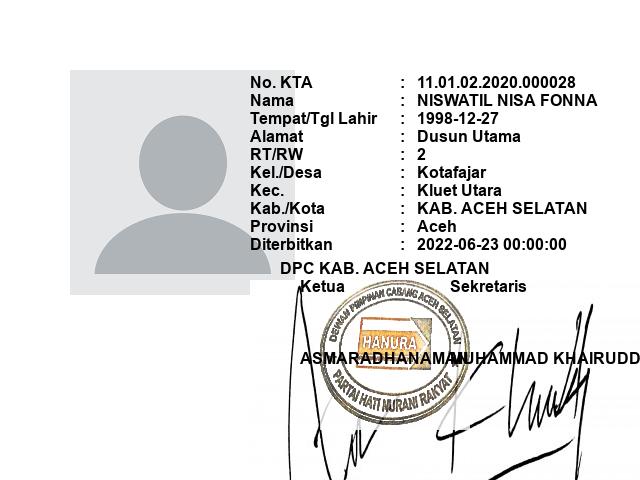 No. KTA : 11.01.02.2020.000028
Nama : NISWATIL NISA FONNA
Tempat/Tgl Lahir : 1998-12-27
Alamat : Dusun Utama
RT/RW : 2
Kel./Desa : Kotafajar
Kec. : Kluet Utara
Kab./Kota : KAB. ACEH SELATAN
Provinsi : Aceh
Diterbitkan : 2022-06-23 00:00:00
DPC KAB. ACEH SELATAN
Ketua Sekretaris
DEWAN PIMPINAN CABANG ACEH SELATAN
HANURA
PARTAI HATI NURANI RAKYAT
ASMARADHANAMAN MUHAMMAD KHAIRUDD